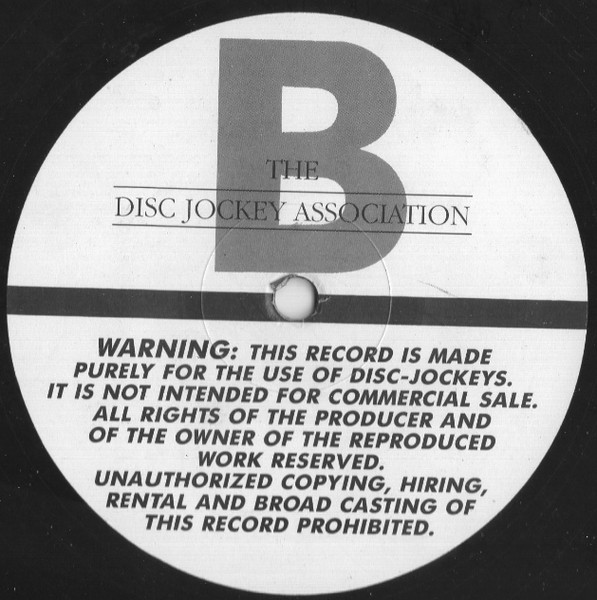 B
THE
DISC JOCKEY ASSOCIATION
WARNING: THIS RECORD IS MADE
PURELY FOR THE USE OF DISC-JOCKEYS.
IT IS NOT INTENDED FOR COMMERCIAL SALE.
ALL RIGHTS OF THE PRODUCER AND
OF THE OWNER OF THE REPRODUCED
WORK RESERVED.
UNAUTHORIZED COPYING, HIRING,
RENTAL AND BROAD CASTING OF
THIS RECORD PROHIBITED.